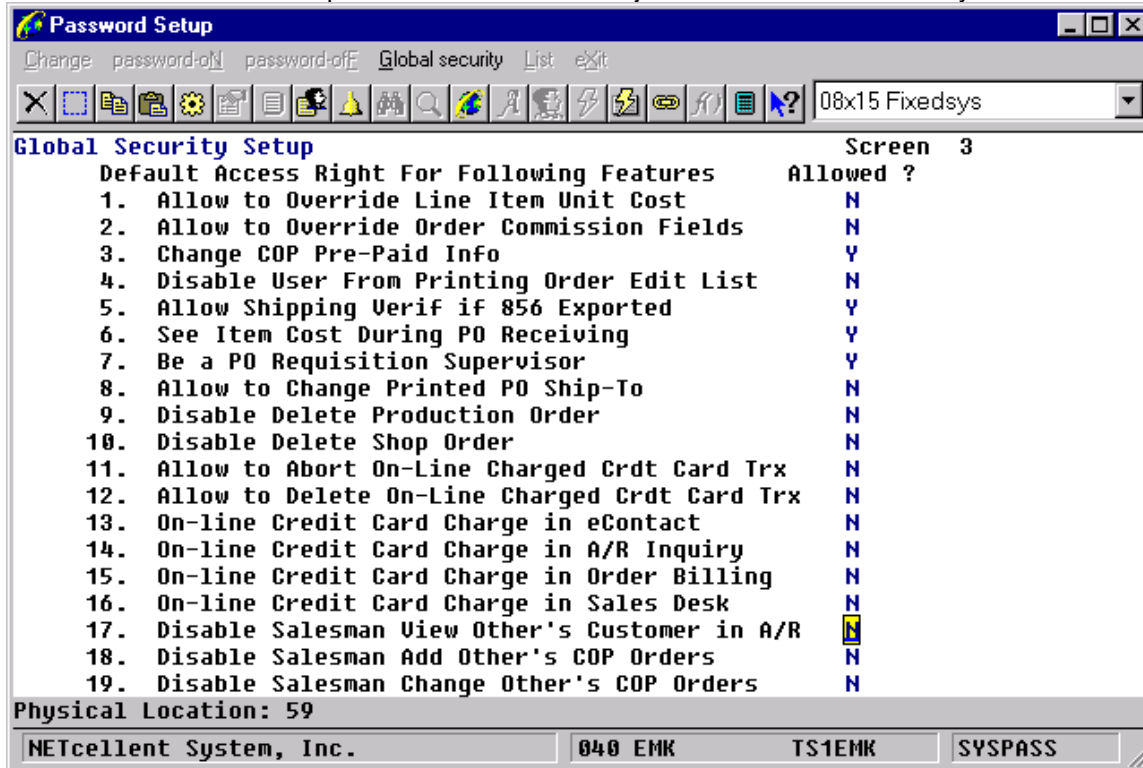 Password Setup
Change password-oN password-ofF Global security List eXit
08x15 Fixedsys
Global Security Setup Screen 3
Default Access Right For Following Features Allowed ?
1. Allow to Override Line Item Unit Cost N
2. Allow to Override Order Commission Fields N
3. Change COP Pre-Paid Info Y
4. Disable User From Printing Order Edit List N
5. Allow Shipping Verif if 856 Exported Y
6. See Item Cost During PO Receiving Y
7. Be a PO Requisition Supervisor Y
8. Allow to Change Printed PO Ship-To N
9. Disable Delete Production Order N
10. Disable Delete Shop Order N
11. Allow to Abort On-Line Charged Crdt Card Trx N
12. Allow to Delete On-Line Charged Crdt Card Trx N
13. On-line Credit Card Charge in eContact N
14. On-line Credit Card Charge in A/R Inquiry N
15. On-line Credit Card Charge in Order Billing N
16. On-line Credit Card Charge in Sales Desk N
17. Disable Salesman View Other's Customer in A/R N
18. Disable Salesman Add Other's COP Orders N
19. Disable Salesman Change Other's COP Orders N
Physical Location: 59
NETcellent System, Inc. 040 EMK TS1EMK SYSPASS